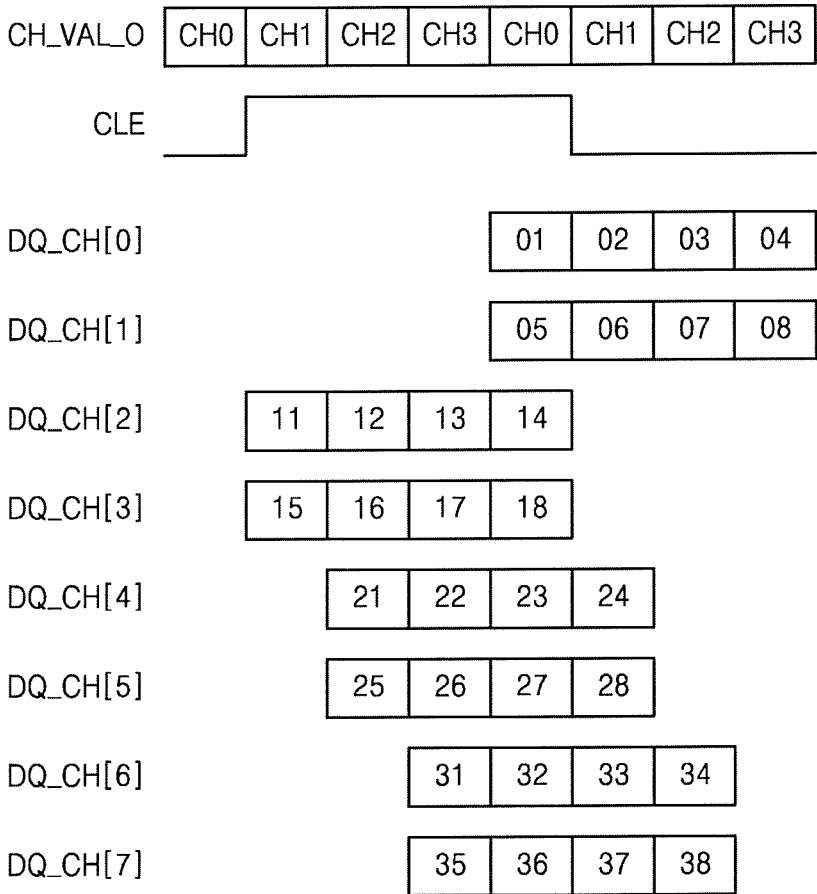 CH_VAL_O CH0 CH1 CH2 CH3 CH0 CH1 CH2 CH3
CLE
DQ_CH[0] 01 02 03 04
DQ_CH[1] 05 06 07 08
DQ_CH[2] 11 12 13 14
DQ_CH[3] 15 16 17 18
DQ_CH[4] 21 22 23 24
DQ_CH[5] 25 26 27 28
DQ_CH[6] 31 32 33 34
DQ_CH[7] 35 36 37 38